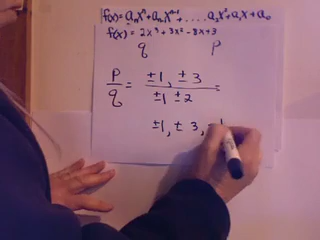 f(x) = aₙxⁿ + aₙ₋₁xⁿ⁻¹ + ..... a₂x² + a₁x + a₀
f(x) = 2x³ + 3x² - 8x + 3
q p
p/q = ±1, ±3 / ±1 ±2 =
±1, ± 3,